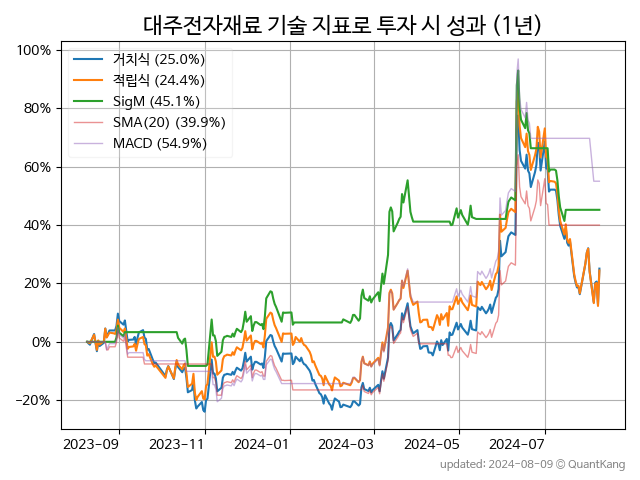 대주전자재료 기술 지표로 투자 시 성과 (1년)
거치식 (25.0%)
적립식 (24.4%)
SigM (45.1%)
SMA(20) (39.9%)
MACD (54.9%)
100%
80%
60%
40%
20%
0%
−20%
2023-09
2023-11
2024-01
2024-03
2024-05
2024-07
updated: 2024-08-09 © QuantKang